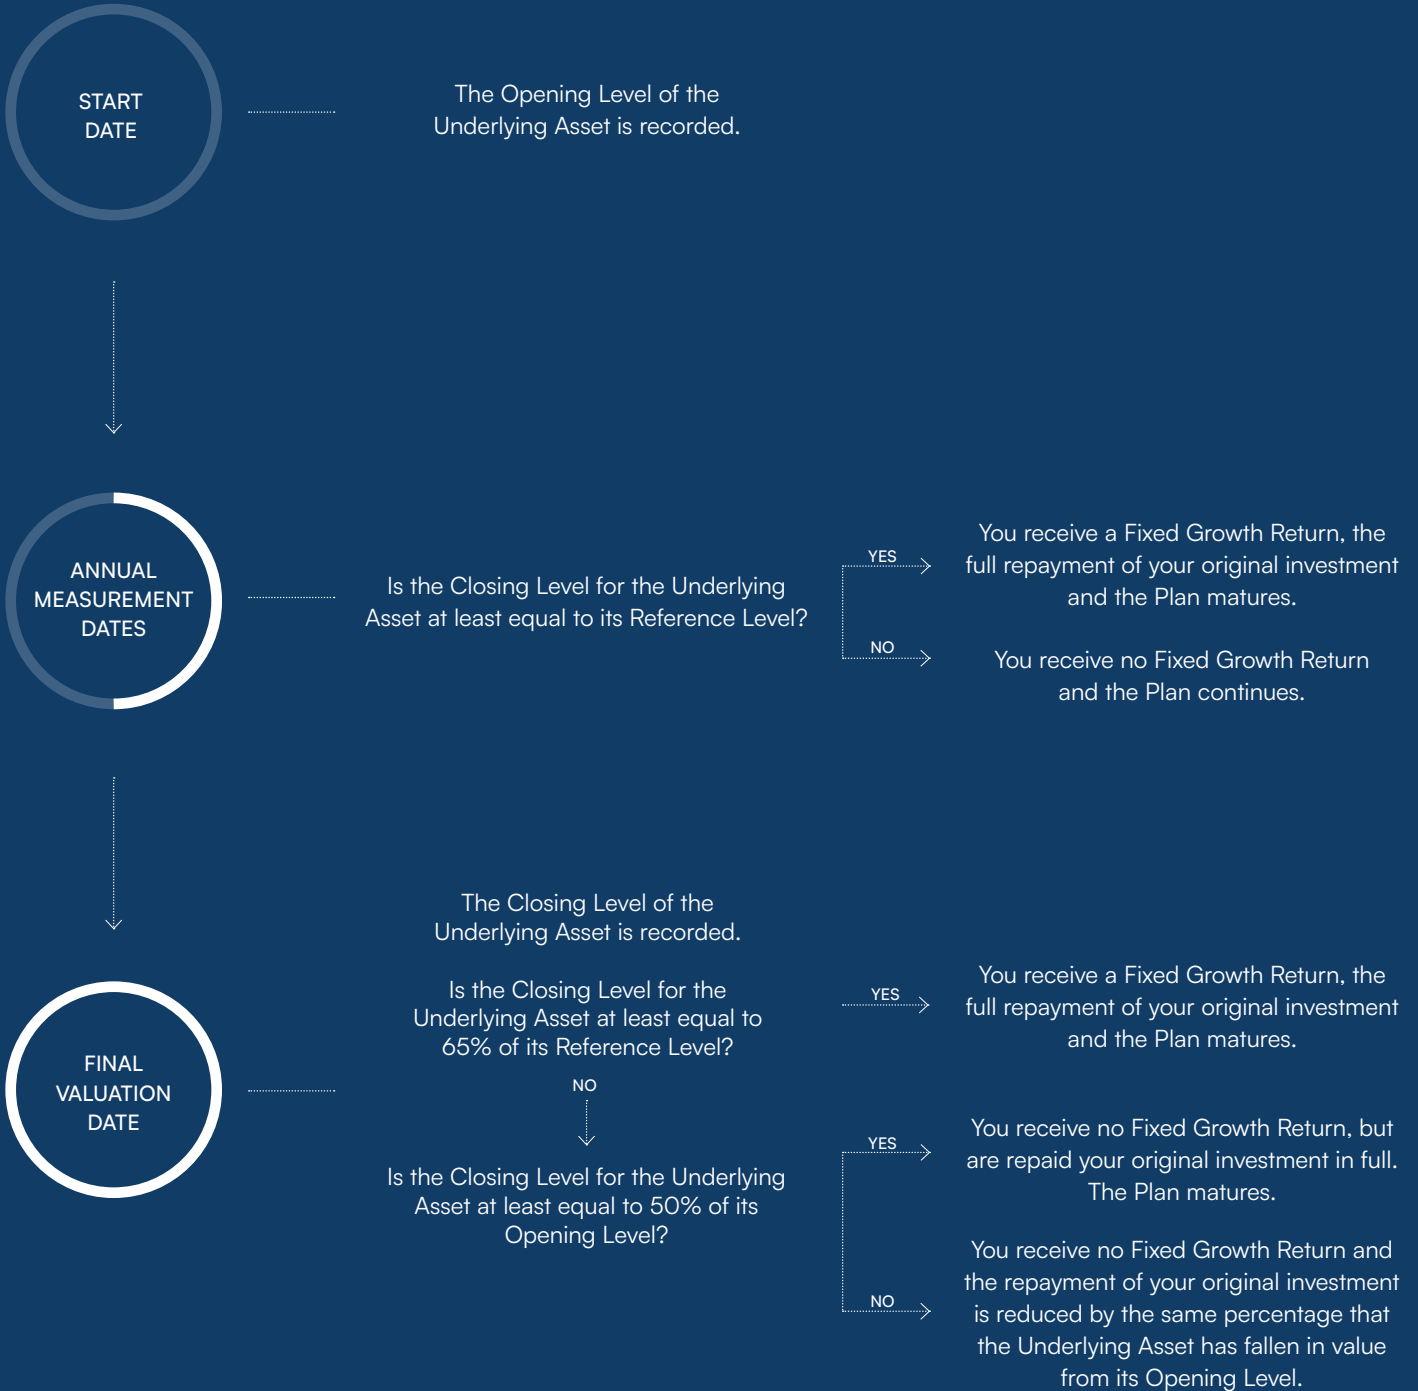 START
DATE
The Opening Level of the
Underlying Asset is recorded.
ANNUAL
MEASUREMENT
DATES
Is the Closing Level for the Underlying
Asset at least equal to its Reference Level?
YES
You receive a Fixed Growth Return, the
full repayment of your original investment
and the Plan matures.
NO
You receive no Fixed Growth Return
and the Plan continues.
FINAL
VALUATION
DATE
The Closing Level of the
Underlying Asset is recorded.
Is the Closing Level for the
Underlying Asset at least equal to
65% of its Reference Level?
YES
You receive a Fixed Growth Return, the
full repayment of your original investment
and the Plan matures.
NO
Is the Closing Level for the Underlying
Asset at least equal to 50% of its
Opening Level?
YES
You receive no Fixed Growth Return, but
are repaid your original investment in full.
The Plan matures.
NO
You receive no Fixed Growth Return and
the repayment of your original investment
is reduced by the same percentage that
the Underlying Asset has fallen in value
from its Opening Level.